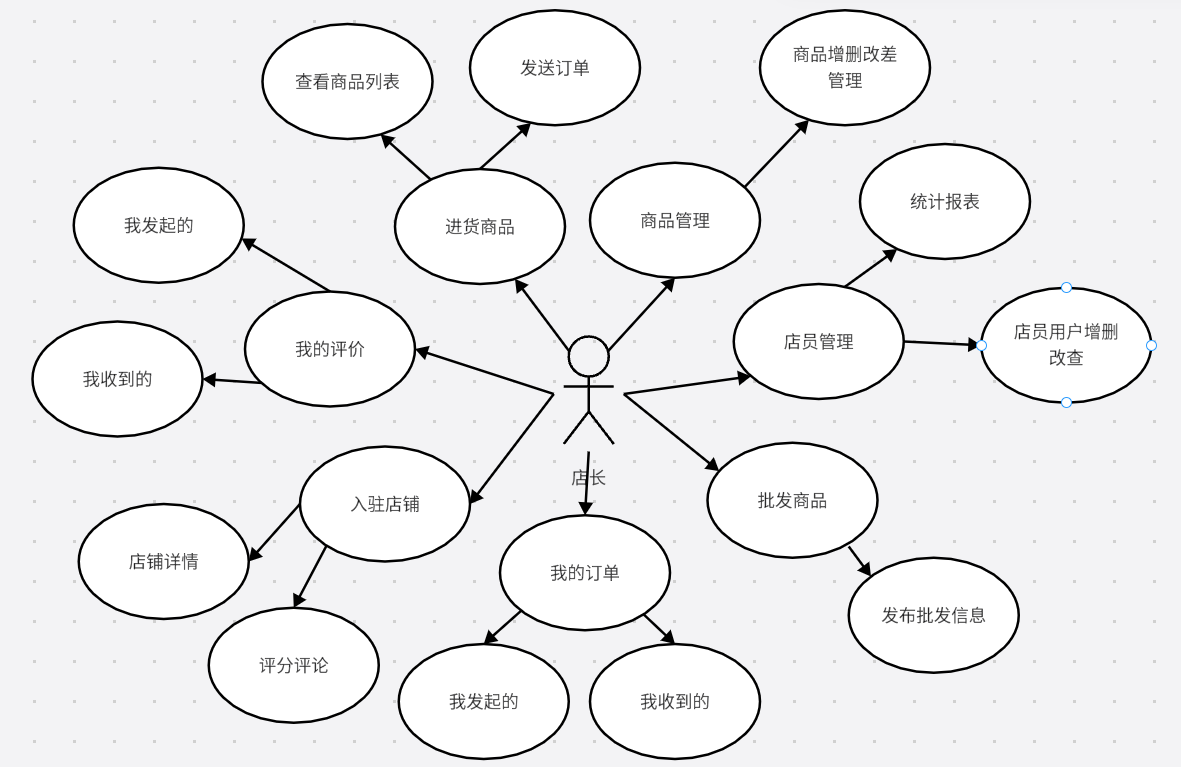 发送订单
查看商品列表
商品增删改差
管理
统计报表
我发起的
进货商品
商品管理
店员用户增删
改查
店员管理
我的评价
我收到的
店长
入驻店铺
批发商品
店铺详情
我的订单
发布批发信息
评分评论
我发起的
我收到的